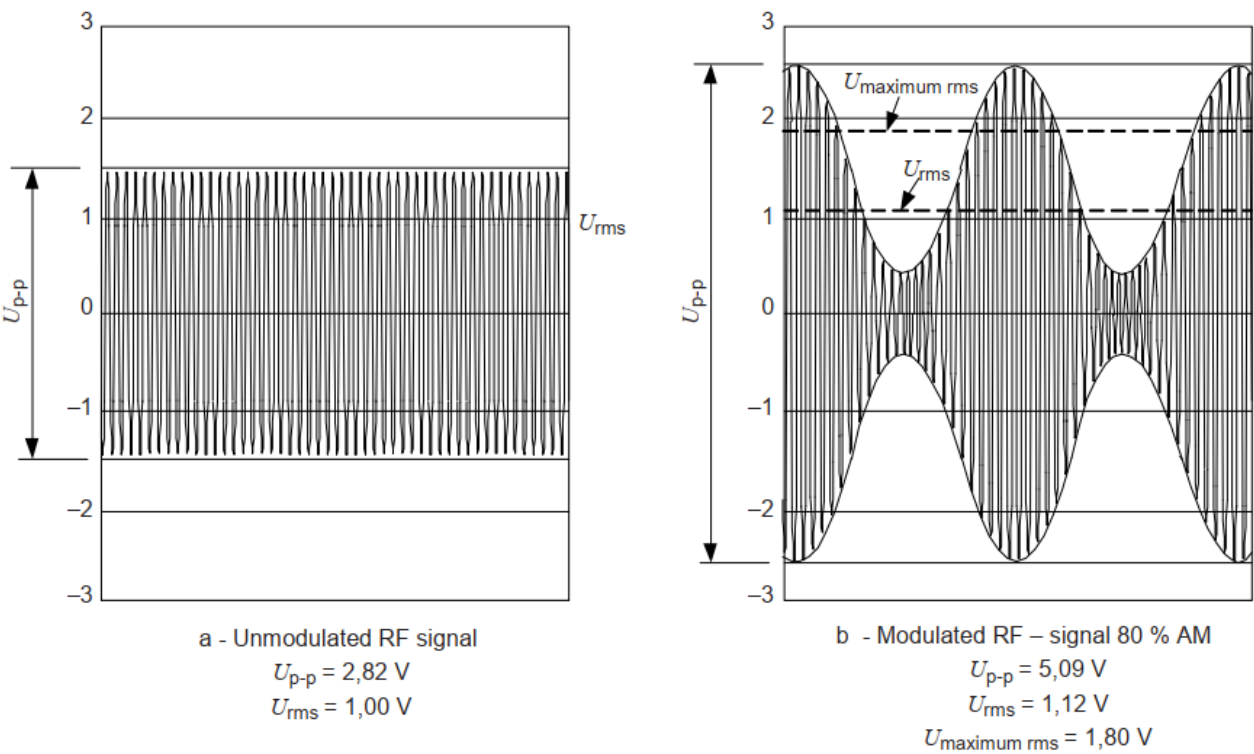 3
2
1
0
–1
–2
–3
Up-p
Urms
a - Unmodulated RF signal
Up-p = 2,82 V
Urms = 1,00 V
3
2
1
0
–1
–2
–3
Up-p
Umaximum rms
Urms
b - Modulated RF – signal 80 % AM
Up-p = 5,09 V
Urms = 1,12 V
Umaximum rms = 1,80 V